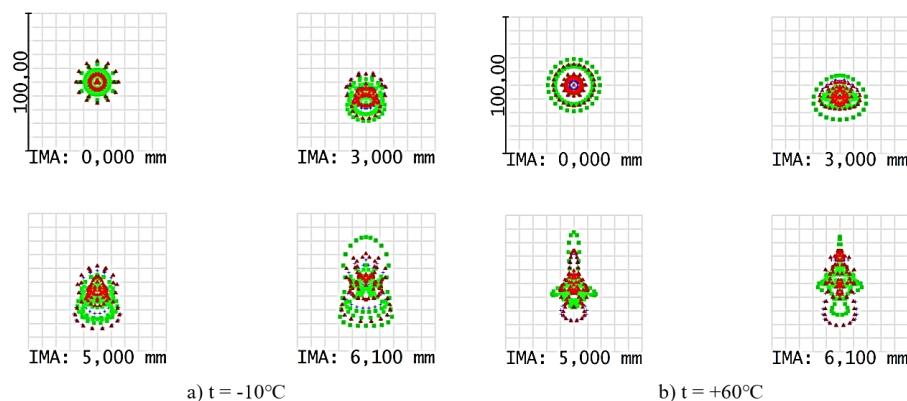 100,00
IMA: 0,000 mm
IMA: 3,000 mm
IMA: 5,000 mm
IMA: 6,100 mm
a) t = -10°C
100,00
IMA: 0,000 mm
IMA: 3,000 mm
IMA: 5,000 mm
IMA: 6,100 mm
b) t = +60°C